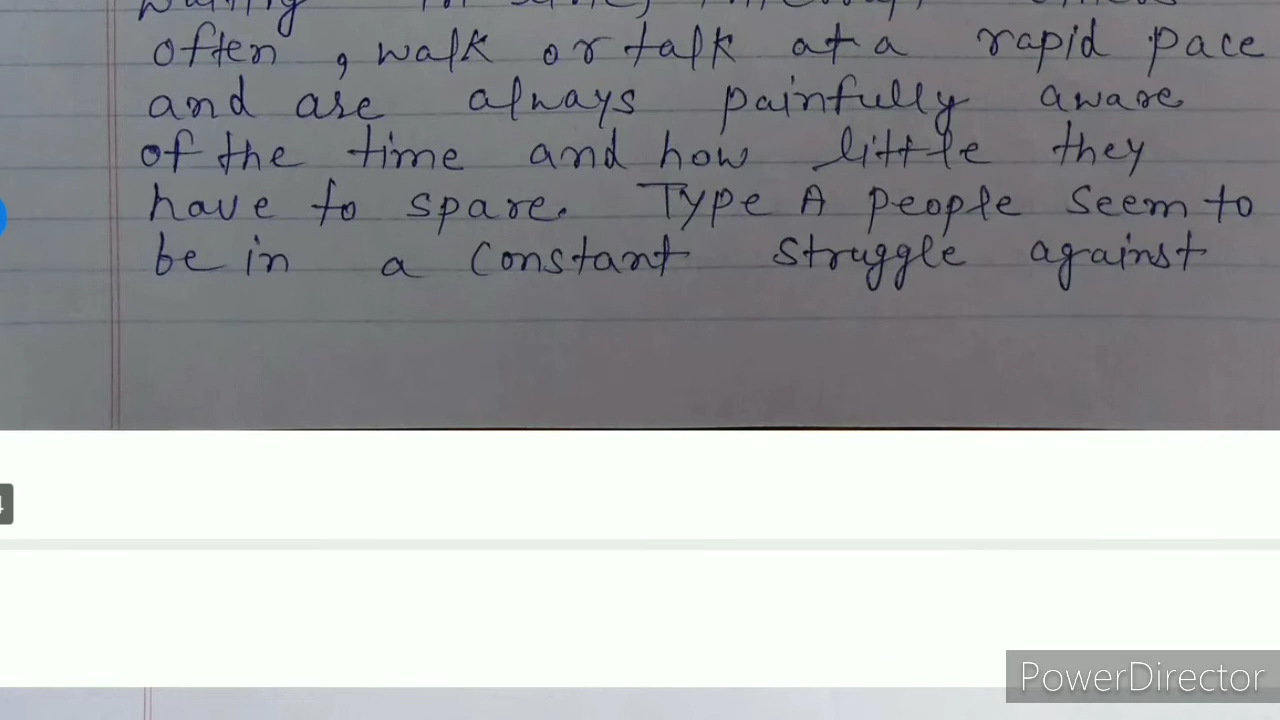 often , walk or talk at a rapid pace
and are always painfully aware
of the time and how little they
have to spare. Type A people seem to
be in a constant struggle against
PowerDirector